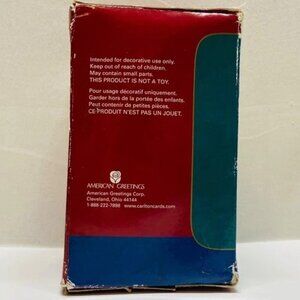 Intended for decorative use only.
Keep out of reach of children.
May contain small parts.
THIS PRODUCT IS NOT A TOY.
Pour usage décoratif uniquement.
Garder hors de la portée des enfants.
Peut contenir de petites pièces.
CE PRODUIT N'EST PAS UN JOUET.
AMERICAN GREETINGS
American Greetings Corp.
Cleveland, Ohio 44144
1-888-222-7898 www.carltoncards.com